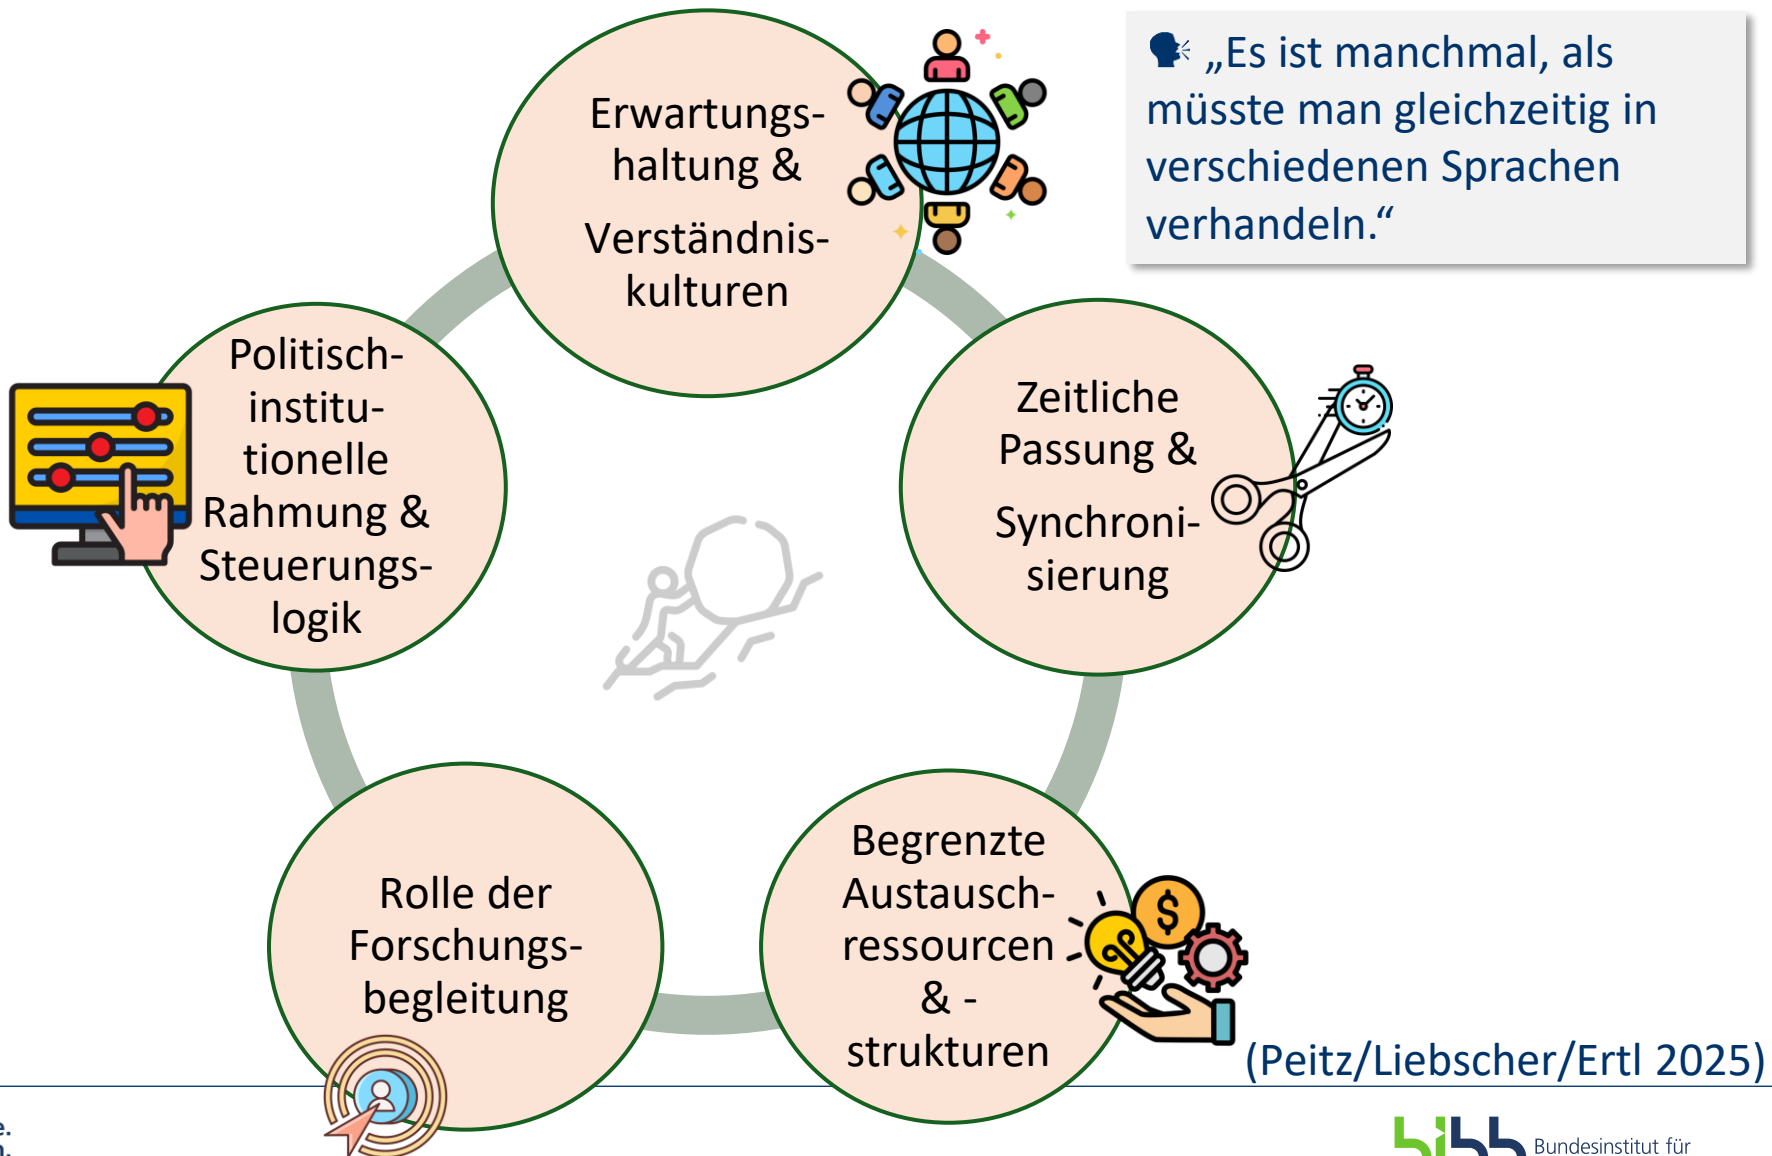 „Es ist manchmal, als
müsste man gleichzeitig in
verschiedenen Sprachen
verhandeln.“
Erwartungs-
haltung &
Verständnis-
kulturen
Zeitliche
Passung &
Synchroni-
sierung
Begrenzte
Austausch-
ressourcen
& -
strukturen
Rolle der
Forschungs-
begleitung
Politisch-
institu-
tionelle
Rahmung &
Steuerungs-
logik
$
(Peitz/Liebscher/Ertl 2025)
bibb
Bundesinstitut für